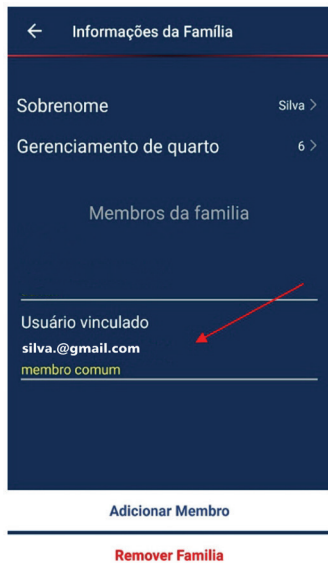 Informações da Família
Sobrenome Silva >
Gerenciamento de quarto 6 >
Membros da familia
Usuário vinculado
silva.@gmail.com
membro comum
Adicionar Membro
Remover Familia